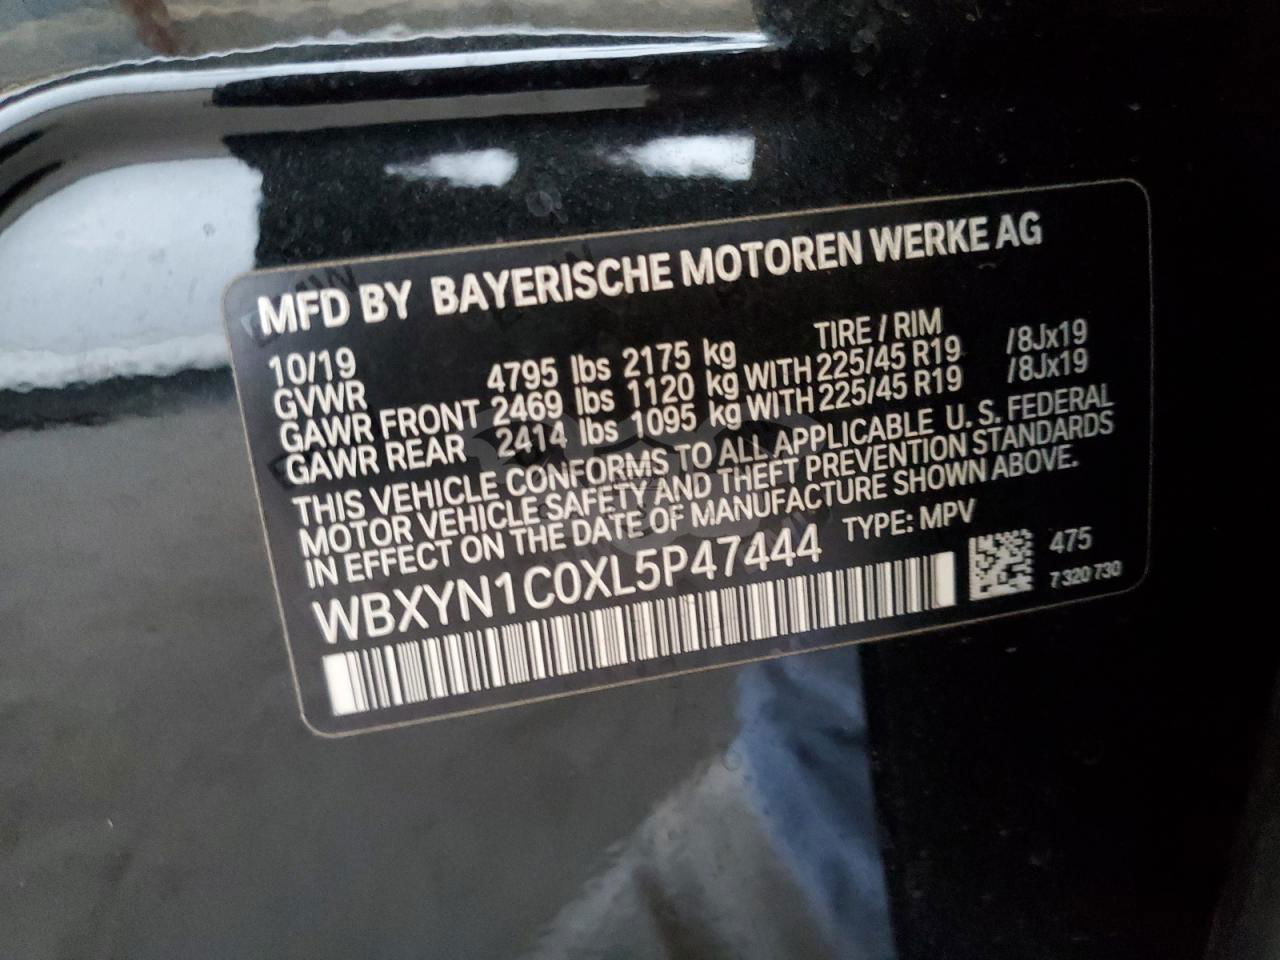 MFD BY BAYERISCHE MOTOREN WERKE AG
10/19 TIRE / RIM
GVWR 4795 lbs 2175 kg
GAWR FRONT 2469 lbs 1120 kg WITH 225/45 R19 /8Jx19
GAWR REAR 2414 lbs 1095 kg WITH 225/45 R19 /8Jx19
THIS VEHICLE CONFORMS TO ALL APPLICABLE U. S. FEDERAL
MOTOR VEHICLE SAFETY AND THEFT PREVENTION STANDARDS
IN EFFECT ON THE DATE OF MANUFACTURE SHOWN ABOVE.
WBXYN1C0XL5P47444 TYPE: MPV
475
7 320 730